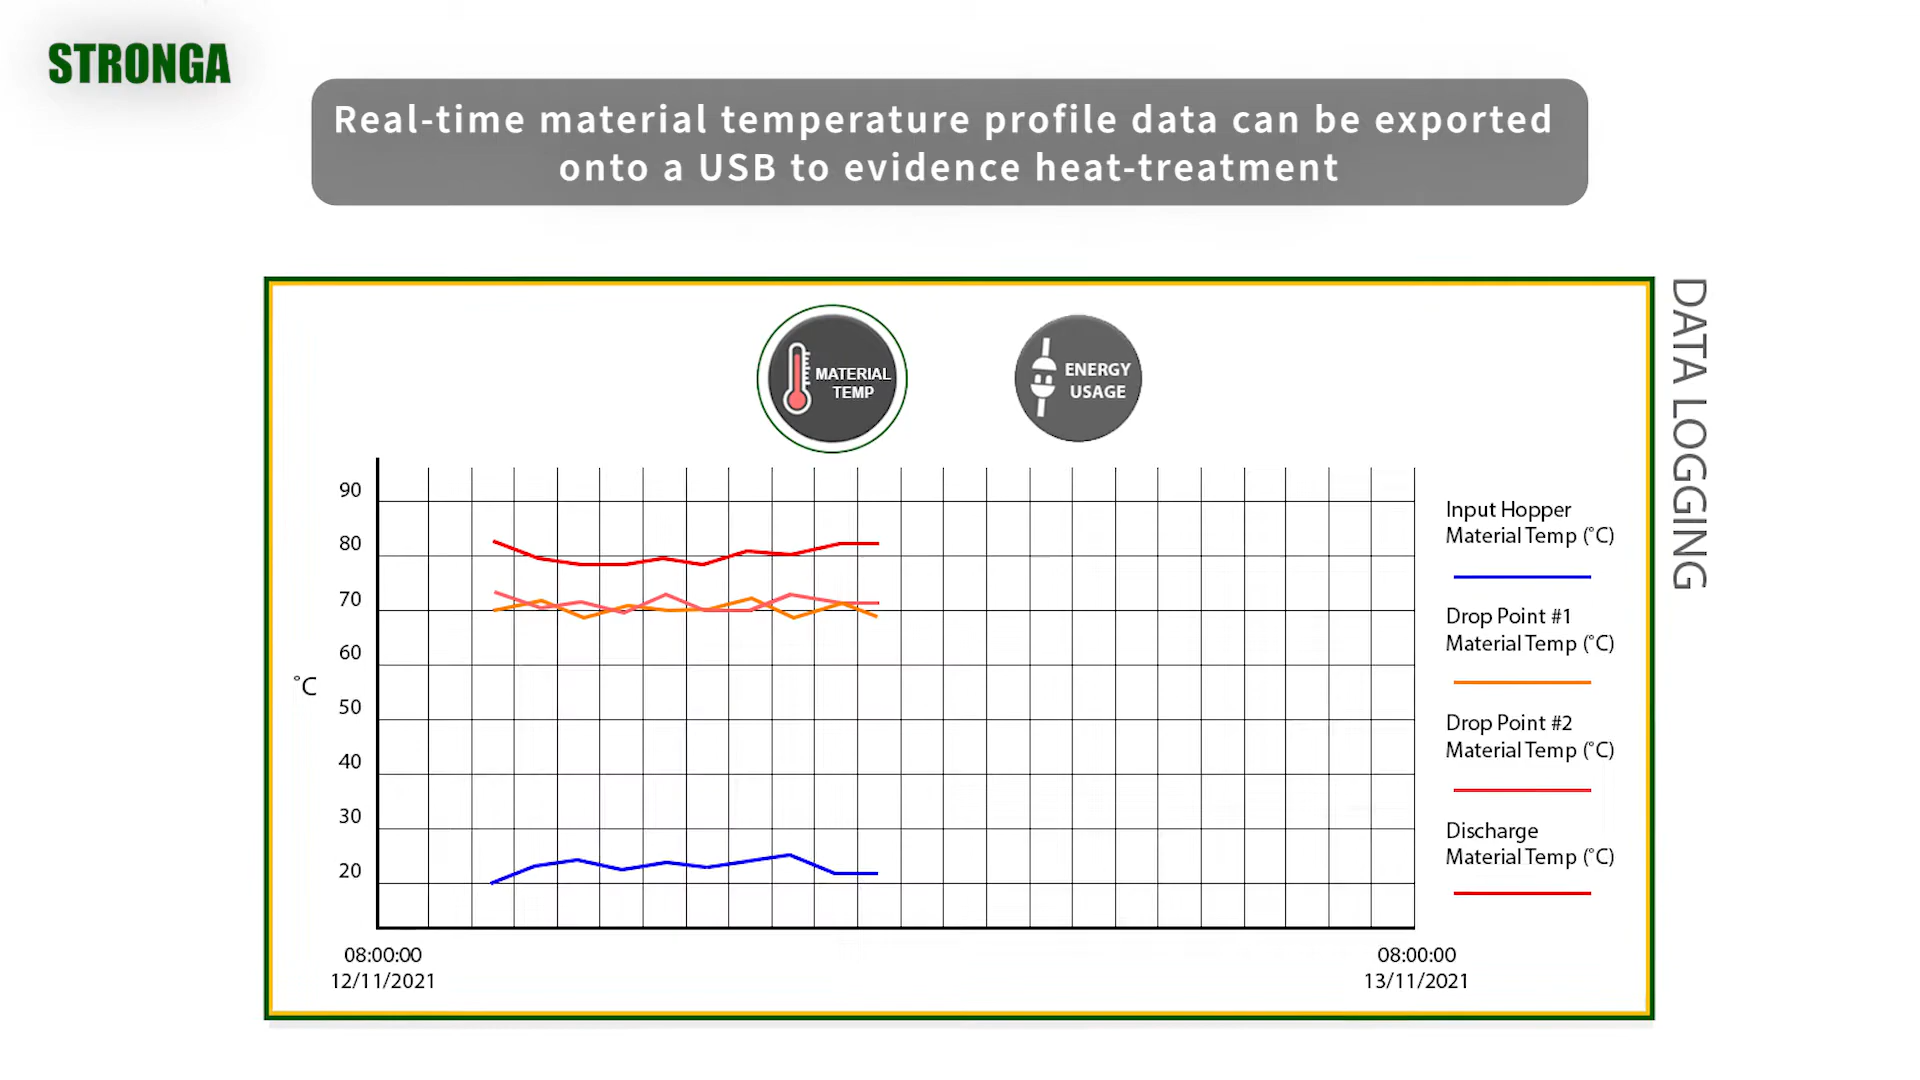 STRONGA
Real-time material temperature profile data can be exported
onto a USB to evidence heat-treatment
DATA LOGGING
MATERIAL
TEMP
ENERGY
USAGE
90
80
70
60
°C
50
40
30
20
08:00:00
12/11/2021
08:00:00
13/11/2021
Input Hopper
Material Temp (°C)
Drop Point #1
Material Temp (°C)
Drop Point #2
Material Temp (°C)
Discharge
Material Temp (°C)